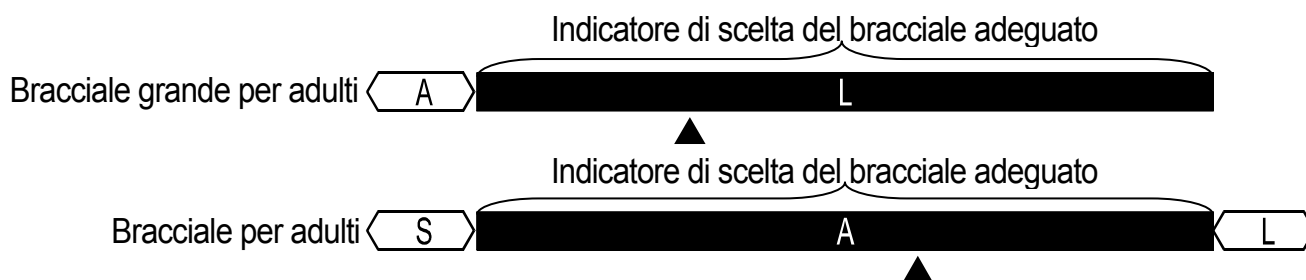 Indicatore di scelta del bracciale adeguato
Bracciale grande per adulti A L
Indicatore di scelta del bracciale adeguato
Bracciale per adulti S A L